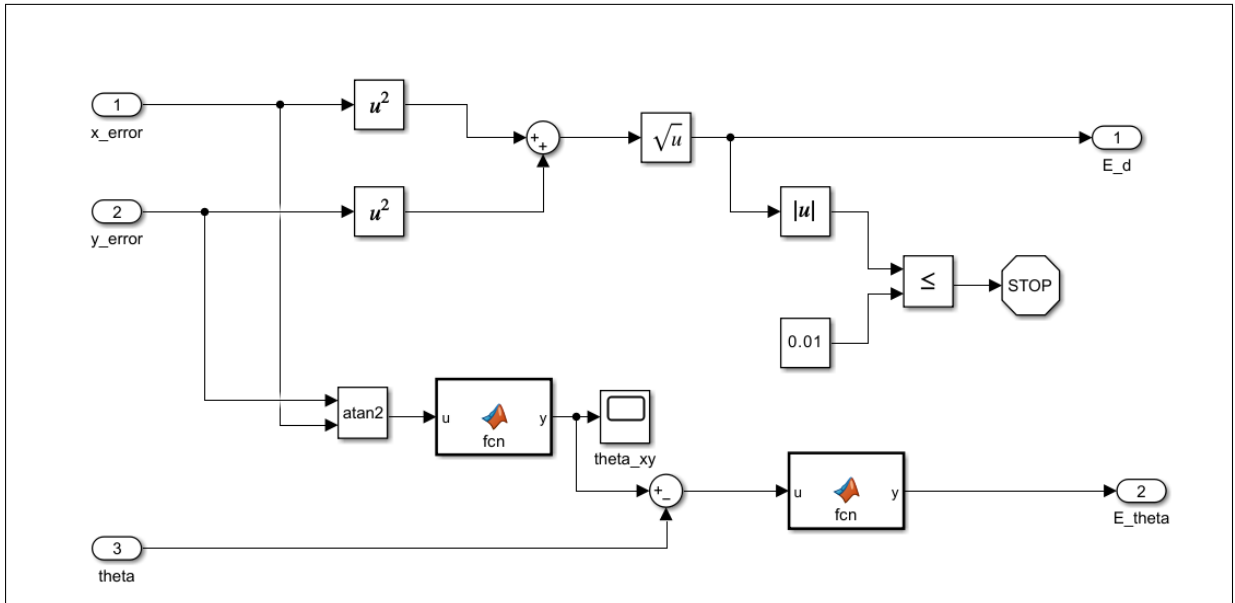 1
x_error
u²
+
+
√u
1
E_d
2
y_error
u²
|u|
≤
STOP
0.01
atan2
u
y
fcn
theta_xy
+
−
u
y
fcn
2
E_theta
3
theta